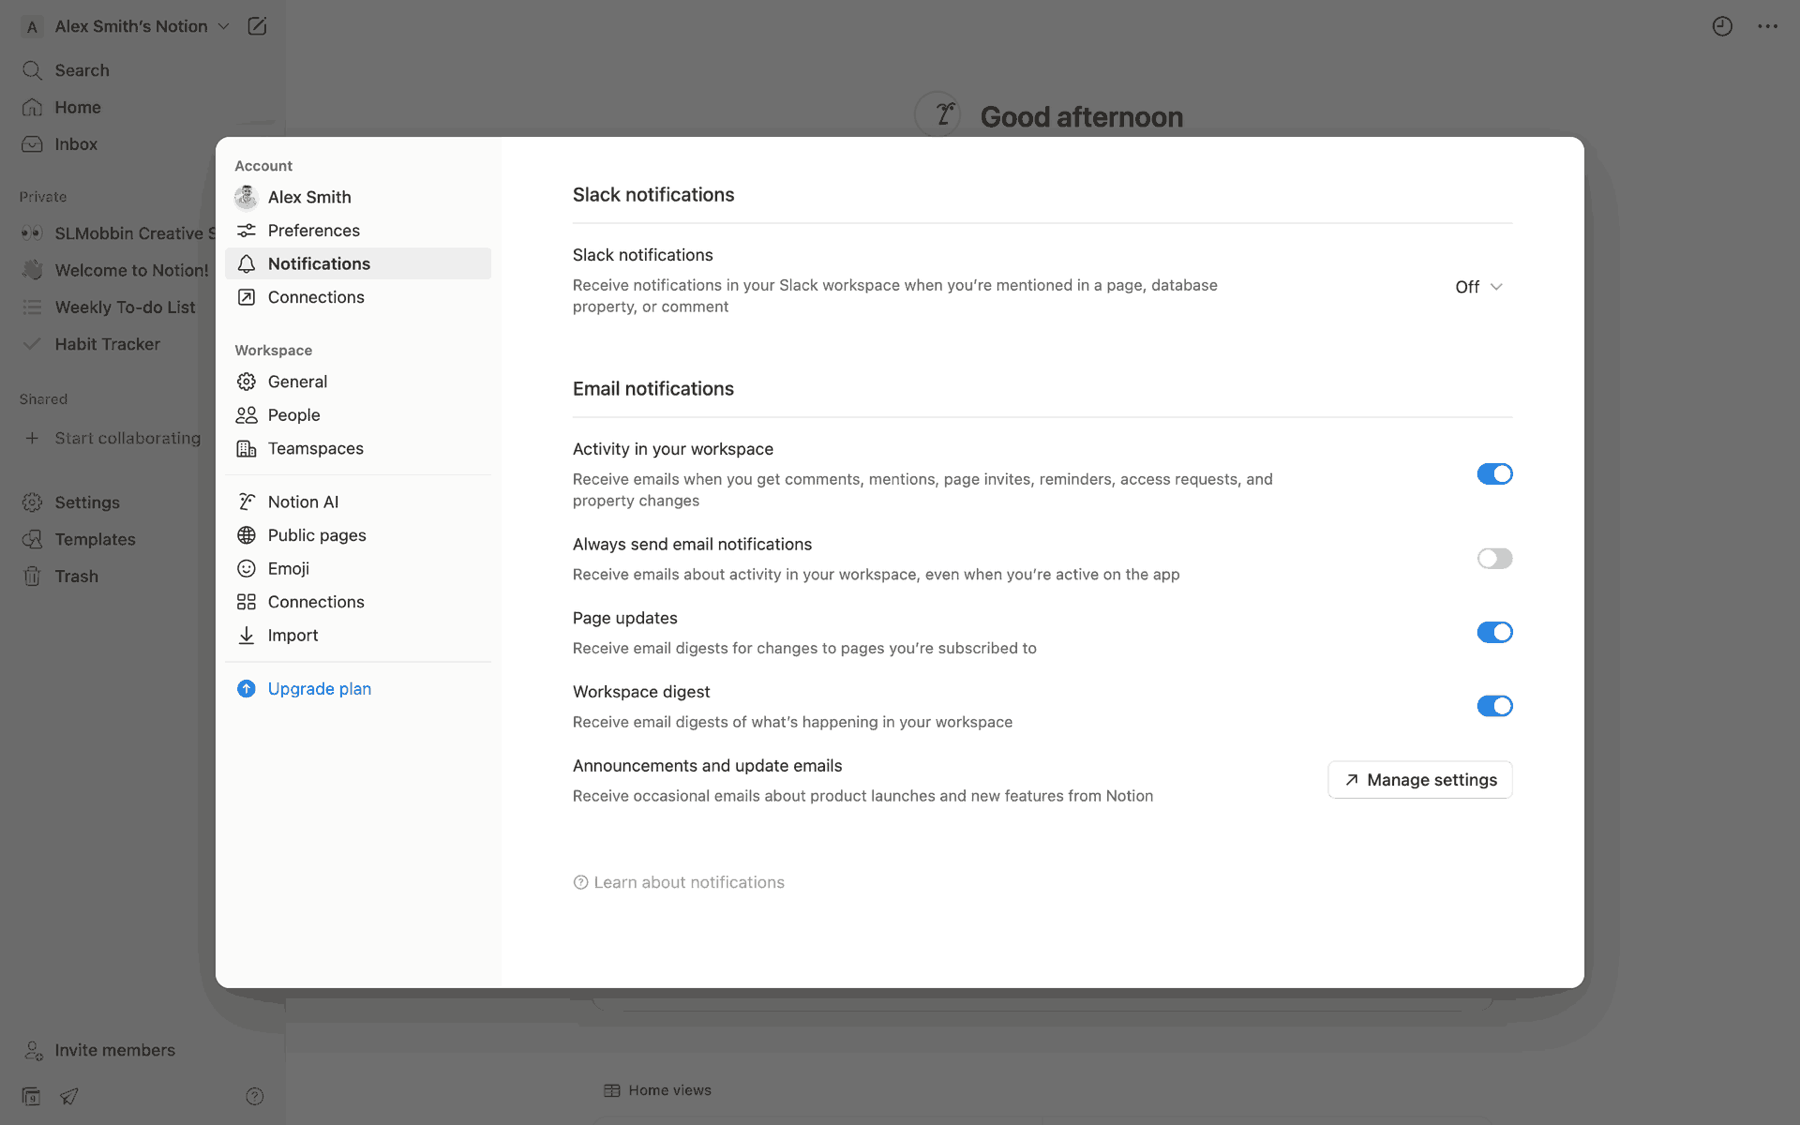 A
Alex Smith's Notion
Search
Home
Inbox
Private
SLMobbin Creative S
Welcome to Notion!
Weekly To-do List
Habit Tracker
Shared
Start collaborating
Settings
Templates
Trash
Invite members
Good afternoon
Account
Alex Smith
Preferences
Notifications
Connections
Workspace
General
People
Teamspaces
Notion AI
Public pages
Emoji
Connections
Import
Upgrade plan
Slack notifications
Slack notifications
Receive notifications in your Slack workspace when you’re mentioned in a page, database
property, or comment
Off
Email notifications
Activity in your workspace
Receive emails when you get comments, mentions, page invites, reminders, access requests, and
property changes
Always send email notifications
Receive emails about activity in your workspace, even when you’re active on the app
Page updates
Receive email digests for changes to pages you’re subscribed to
Workspace digest
Receive email digests of what’s happening in your workspace
Announcements and update emails
Receive occasional emails about product launches and new features from Notion
Manage settings
Learn about notifications
Home views